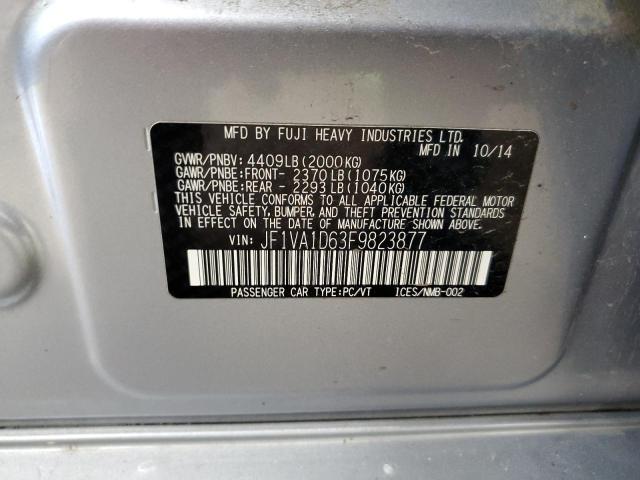 MFD BY FUJI HEAVY INDUSTRIES LTD.
MFD IN 10/14
GVWR/PNBV: 4409LB(2000KG)
GAWR/PNBE:FRONT- 2370LB(1075KG)
GAWR/PNBE:REAR - 2293LB(1040KG)
THIS VEHICLE CONFORMS TO ALL APPLICABLE FEDERAL MOTOR
VEHICLE SAFETY, BUMPER, AND THEFT PREVENTION STANDARDS
IN EFFECT ON THE DATE OF MANUFACTURE SHOWN ABOVE.
VIN: JF1VA1D63F9823877
PASSENGER CAR TYPE:PC/VT ICES/NMB-002